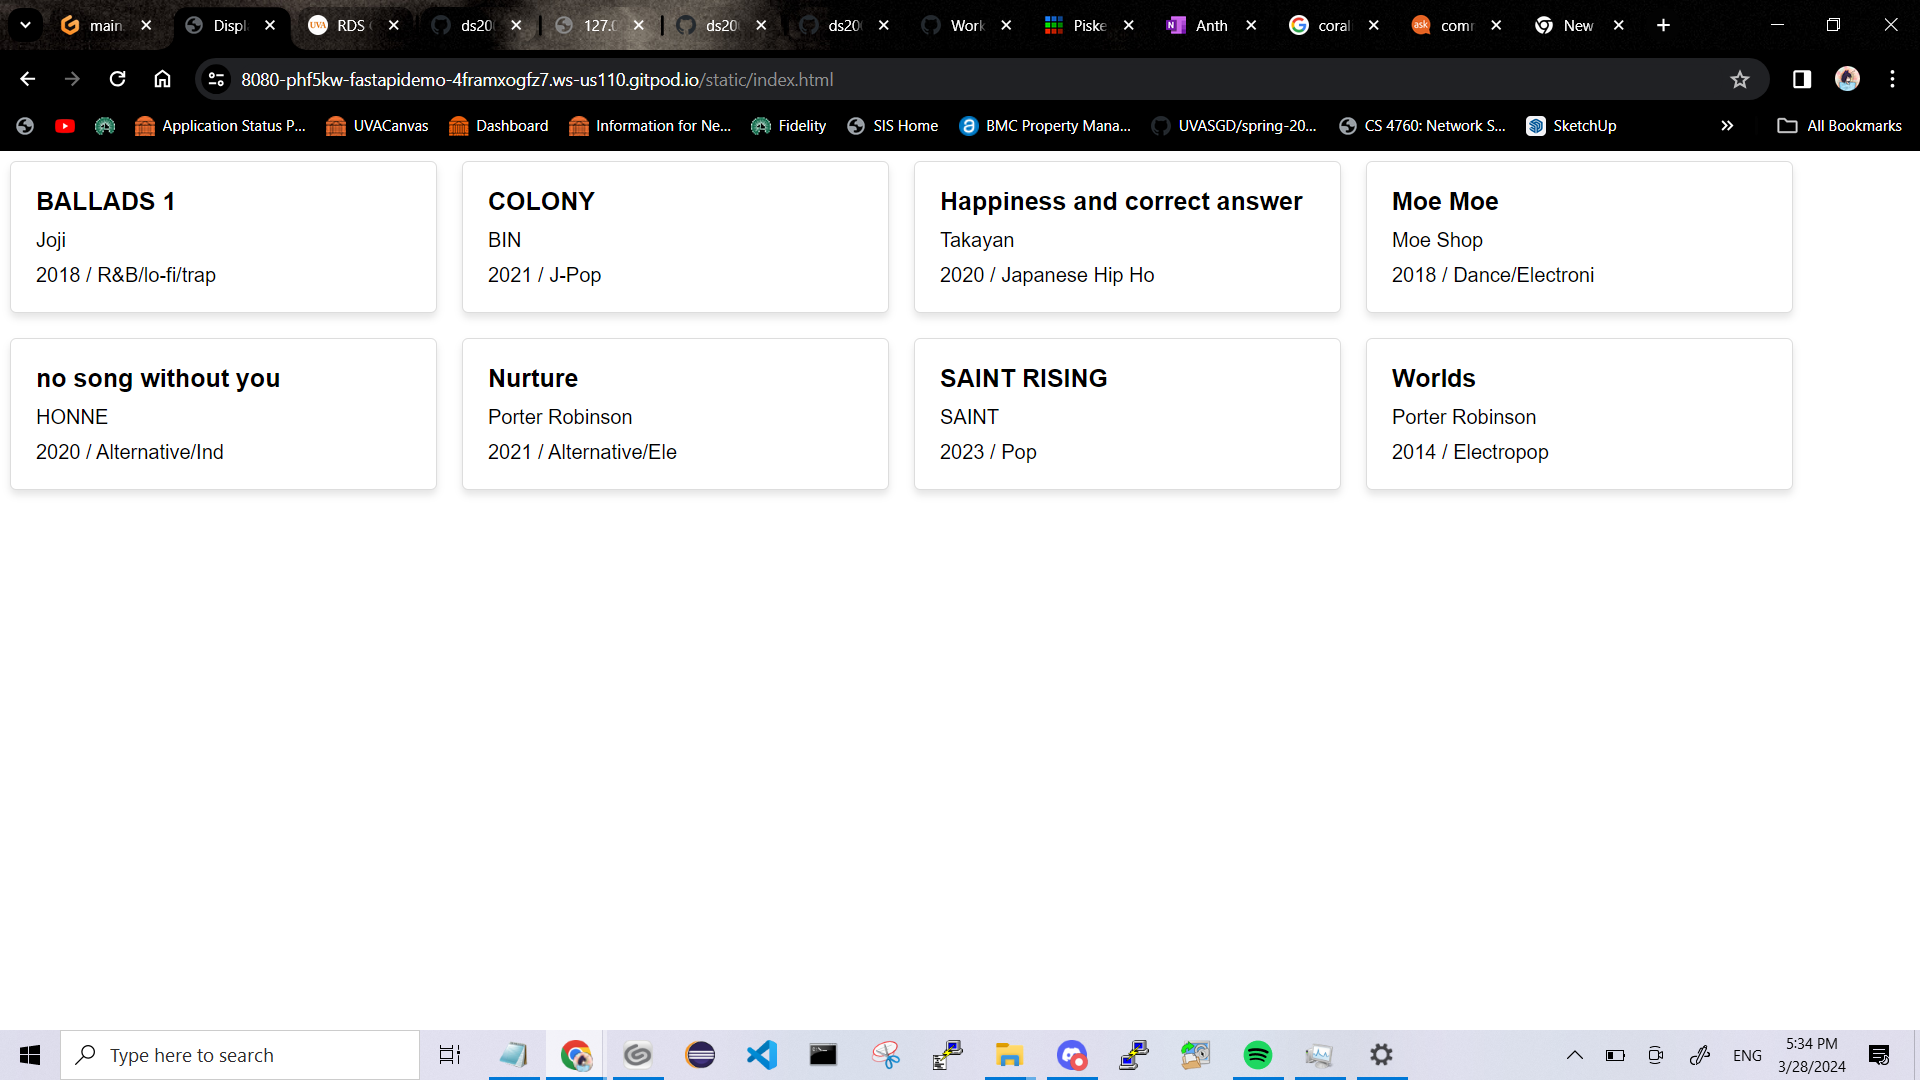 main
Displ
RDS
ds20
127.0
ds20
ds20
Work
Piske
Anth
coral
comr
New
8080-phf5kw-fastapidemo-4framxogfz7.ws-us110.gitpod.io/static/index.html
Application Status P...
UVACanvas
Dashboard
Information for Ne...
Fidelity
SIS Home
BMC Property Mana...
UVASGD/spring-20...
CS 4760: Network S...
SketchUp
All Bookmarks
BALLADS 1
Joji
2018 / R&B/lo-fi/trap
COLONY
BIN
2021 / J-Pop
Happiness and correct answer
Takayan
2020 / Japanese Hip Ho
Moe Moe
Moe Shop
2018 / Dance/Electroni
no song without you
HONNE
2020 / Alternative/Ind
Nurture
Porter Robinson
2021 / Alternative/Ele
SAINT RISING
SAINT
2023 / Pop
Worlds
Porter Robinson
2014 / Electropop
Type here to search
ENG
5:34 PM
3/28/2024